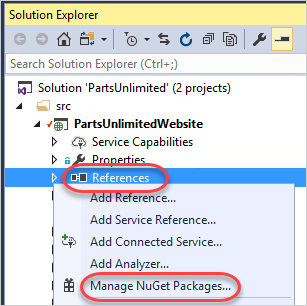 Solution Explorer
Search Solution Explorer (Ctrl+;)
Solution 'PartsUnlimited' (2 projects)
src
PartsUnlimitedWebsite
Service Capabilities
Properties
References
Add Reference...
Add Service Reference...
Add Connected Service...
Add Analyzer...
Manage NuGet Packages...